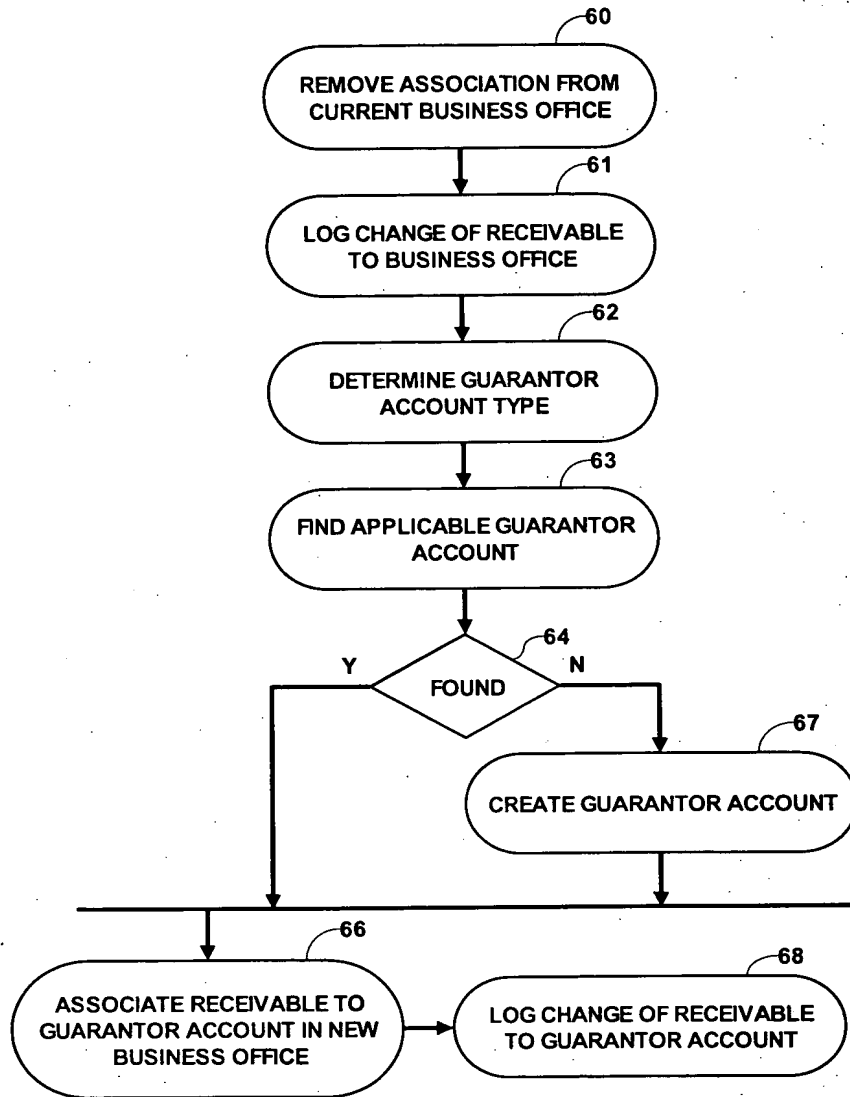 60
REMOVE ASSOCIATION FROM
CURRENT BUSINESS OFFICE
61
LOG CHANGE OF RECEIVABLE
TO BUSINESS OFFICE
62
DETERMINE GUARANTOR
ACCOUNT TYPE
63
FIND APPLICABLE GUARANTOR
ACCOUNT
64
Y
FOUND
N
67
CREATE GUARANTOR ACCOUNT
66
ASSOCIATE RECEIVABLE TO
GUARANTOR ACCOUNT IN NEW
BUSINESS OFFICE
68
LOG CHANGE OF RECEIVABLE
TO GUARANTOR ACCOUNT